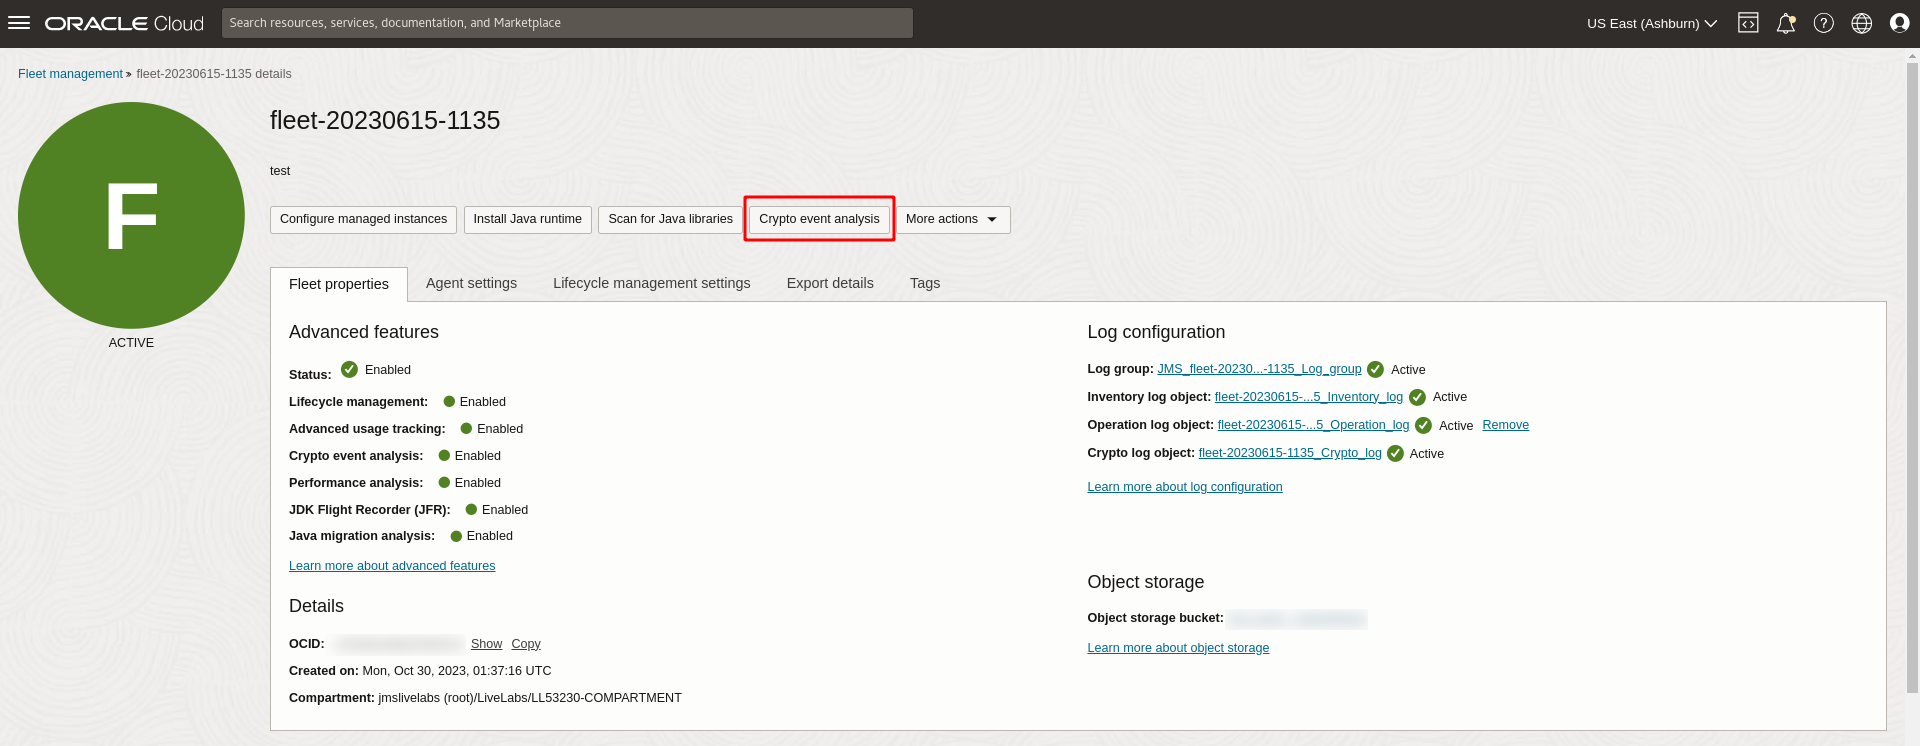 ORACLE Cloud
Search resources, services, documentation, and Marketplace
US East (Ashburn)
Fleet management » fleet-20230615-1135 details
F
ACTIVE
fleet-20230615-1135
test
Configure managed instances
Install Java runtime
Scan for Java libraries
Crypto event analysis
More actions
Fleet properties
Agent settings
Lifecycle management settings
Export details
Tags
Advanced features
Status: Enabled
Lifecycle management: Enabled
Advanced usage tracking: Enabled
Crypto event analysis: Enabled
Performance analysis: Enabled
JDK Flight Recorder (JFR): Enabled
Java migration analysis: Enabled
Learn more about advanced features
Details
OCID: Show Copy
Created on: Mon, Oct 30, 2023, 01:37:16 UTC
Compartment: jmslivelabs (root)/LiveLabs/LL53230-COMPARTMENT
Log configuration
Log group: JMS_fleet-20230...-1135_Log_group Active
Inventory log object: fleet-20230615-...5_Inventory_log Active
Operation log object: fleet-20230615-...5_Operation_log Active Remove
Crypto log object: fleet-20230615-1135_Crypto_log Active
Learn more about log configuration
Object storage
Object storage bucket:
Learn more about object storage